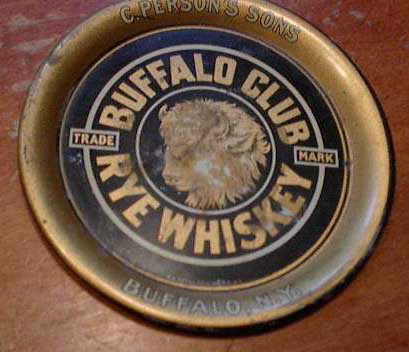 C. PERSON'S SONS
BUFFALO CLUB
TRADE MARK
RYE WHISKEY
BUFFALO, N.Y.